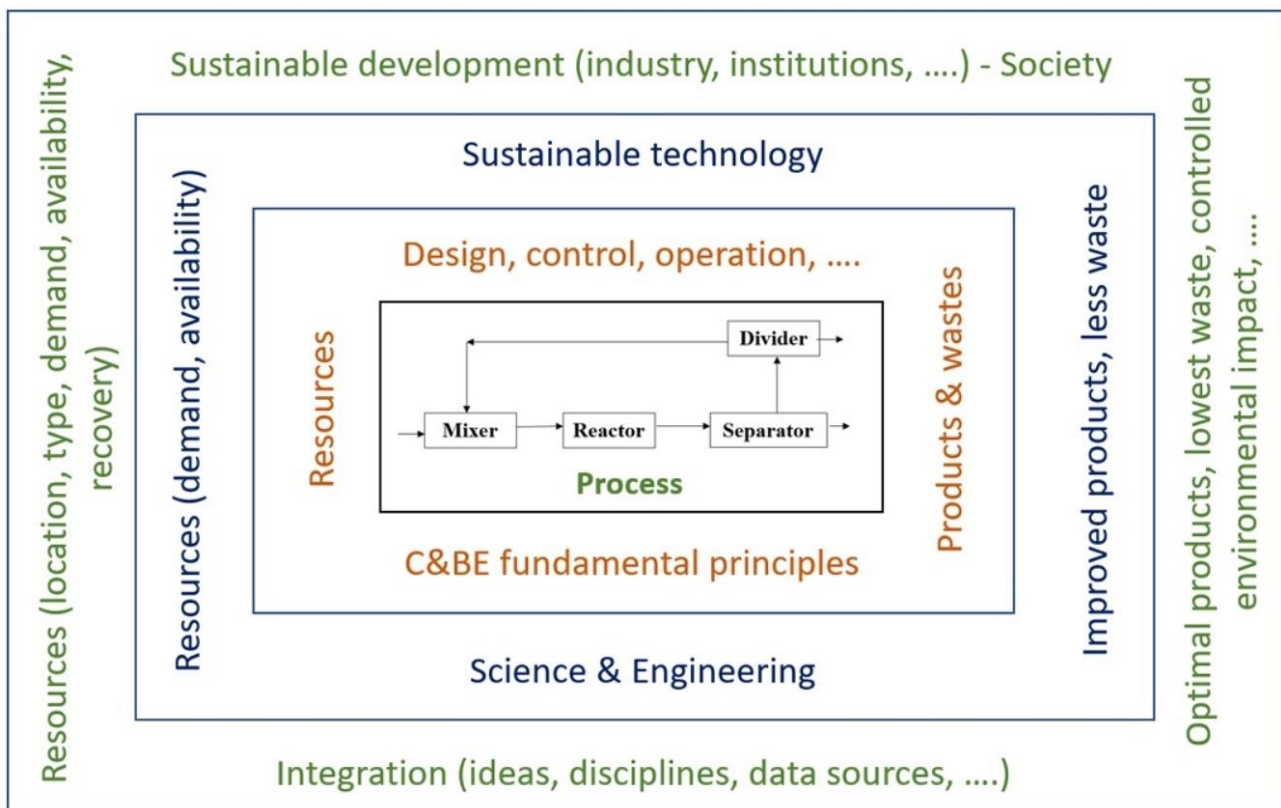 Sustainable development (industry, institutions, ....) - Society
Resources (location, type, demand, availability,
recovery)
Sustainable technology
Resources (demand, availability)
Design, control, operation, ....
Resources
Divider
Mixer
Reactor
Separator
Process
C&BE fundamental principles
Products & wastes
Science & Engineering
Improved products, less waste
Optimal products, lowest waste, controlled
environmental impact, ....
Integration (ideas, disciplines, data sources, ....)